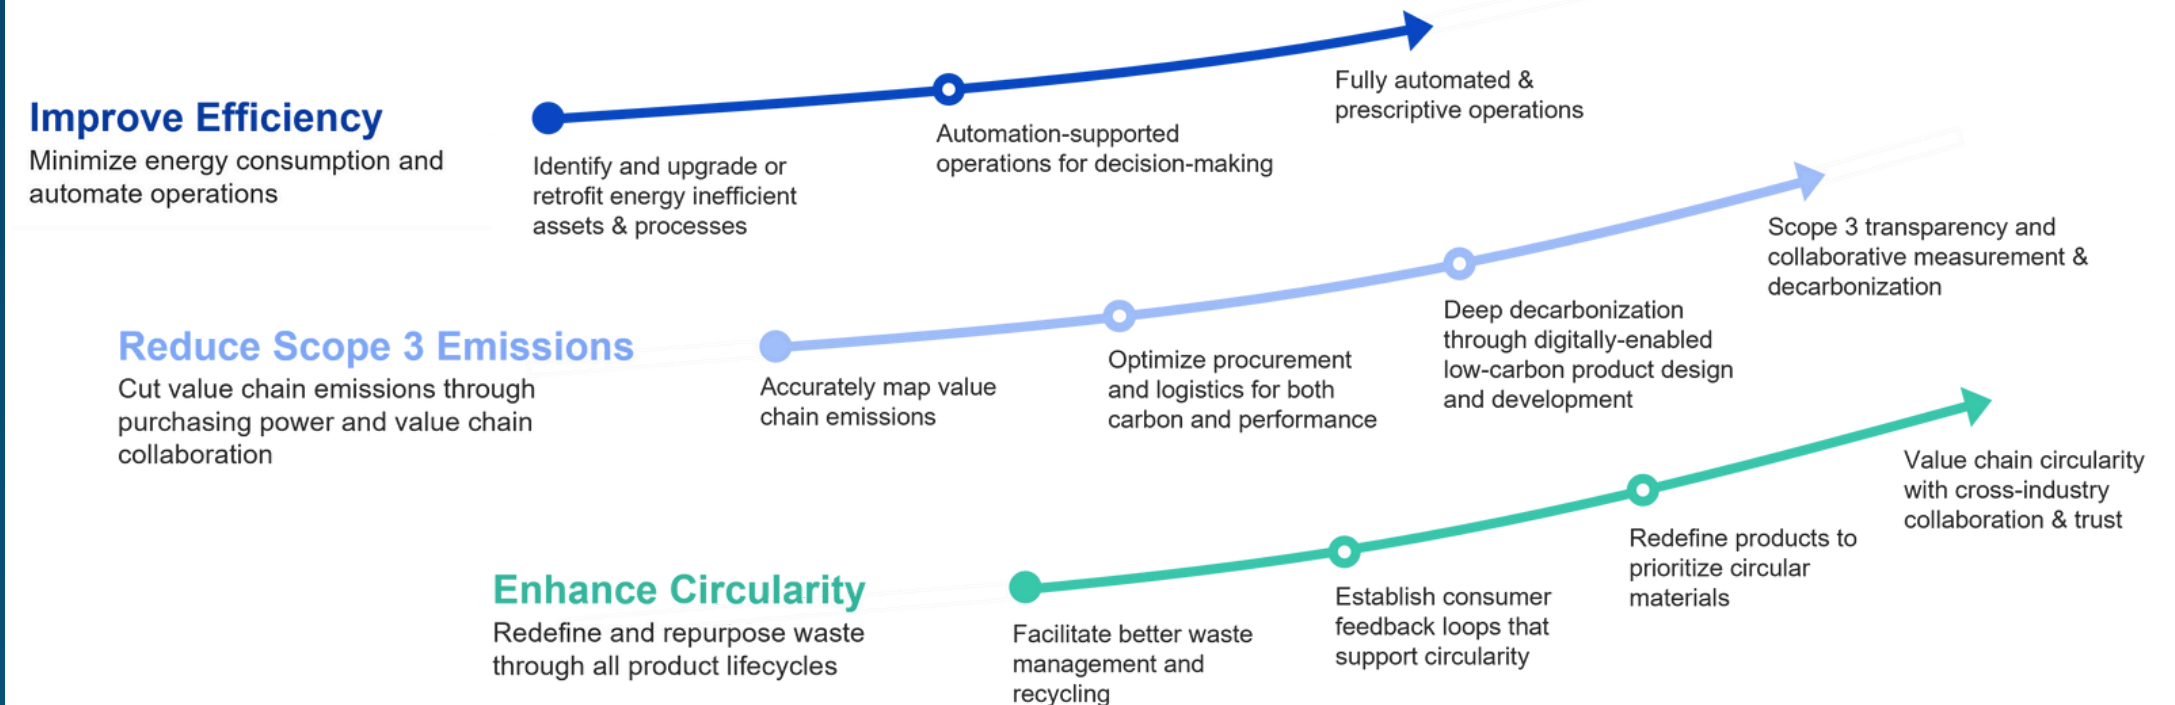 Improve Efficiency
Minimize energy consumption and
automate operations
Identify and upgrade or
retrofit energy inefficient
assets & processes
Automation-supported
operations for decision-making
Fully automated &
prescriptive operations
Reduce Scope 3 Emissions
Cut value chain emissions through
purchasing power and value chain
collaboration
Accurately map value
chain emissions
Optimize procurement
and logistics for both
carbon and performance
Deep decarbonization
through digitally-enabled
low-carbon product design
and development
Scope 3 transparency and
collaborative measurement &
decarbonization
Enhance Circularity
Redefine and repurpose waste
through all product lifecycles
Facilitate better waste
management and
recycling
Establish consumer
feedback loops that
support circularity
Redefine products to
prioritize circular
materials
Value chain circularity
with cross-industry
collaboration & trust